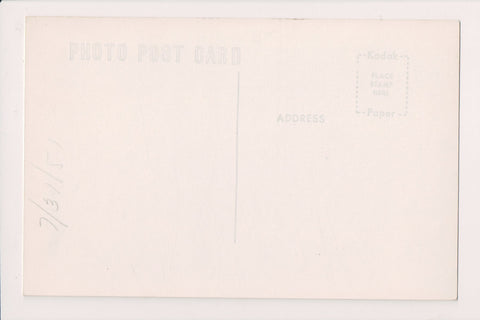 PHOTO POST CARD
Kodak
PLACE
STAMP
HERE
Paper
ADDRESS
7/31/51